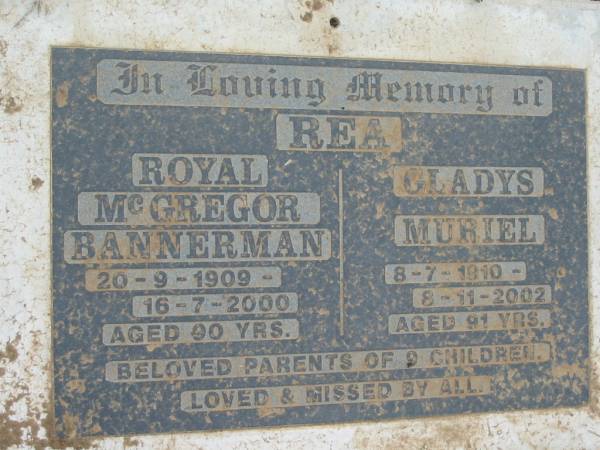 In Loving Memory of
REA
ROYAL
McGREGOR
BANNERMAN
20-9-1909 -
16-7-2000
AGED 90 YRS.
GLADYS
MURIEL
8-7-1910 -
8-11-2002
AGED 91 YRS.
BELOVED PARENTS OF 9 CHILDREN.
LOVED & MISSED BY ALL.